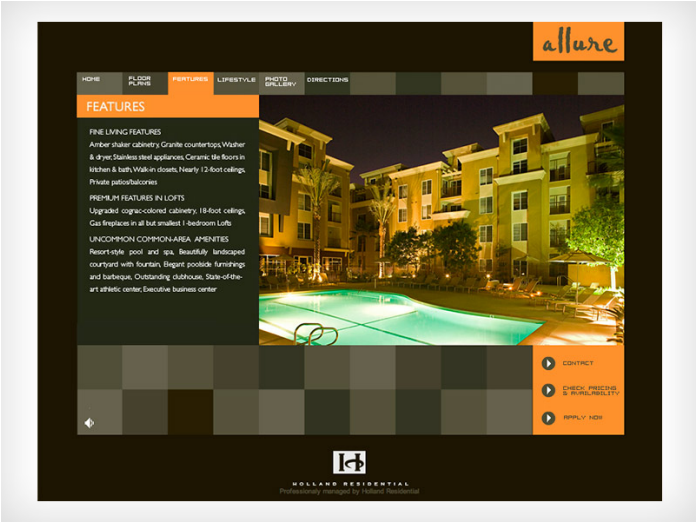 allure
HOME
FLOOR
PLANS
FEATURES
LIFESTYLE
PHOTO
GALLERY
DIRECTIONS
FEATURES
FINE LIVING FEATURES
Amber shaker cabinetry, Granite countertops, Washer
& dryer, Stainless steel appliances, Ceramic tile floors in
kitchen & bath, Walk-in closets, Nearly 12-foot ceilings,
Private patios/balconies
PREMIUM FEATURES IN LOFTS
Upgraded cognac-colored cabinetry, 18-foot ceilings,
Gas fireplaces in all but smallest 1-bedroom Lofts
UNCOMMON COMMON-AREA AMENITIES
Resort-style pool and spa, Beautifully landscaped
courtyard with fountain, Elegant poolside furnishings
and barbeque, Outstanding clubhouse, State-of-the-
art athletic center, Executive business center
CONTACT
CHECK PRICING
& AVAILABILITY
APPLY NOW
H
HOLLAND RESIDENTIAL
Professionaly managed by Holland Residential